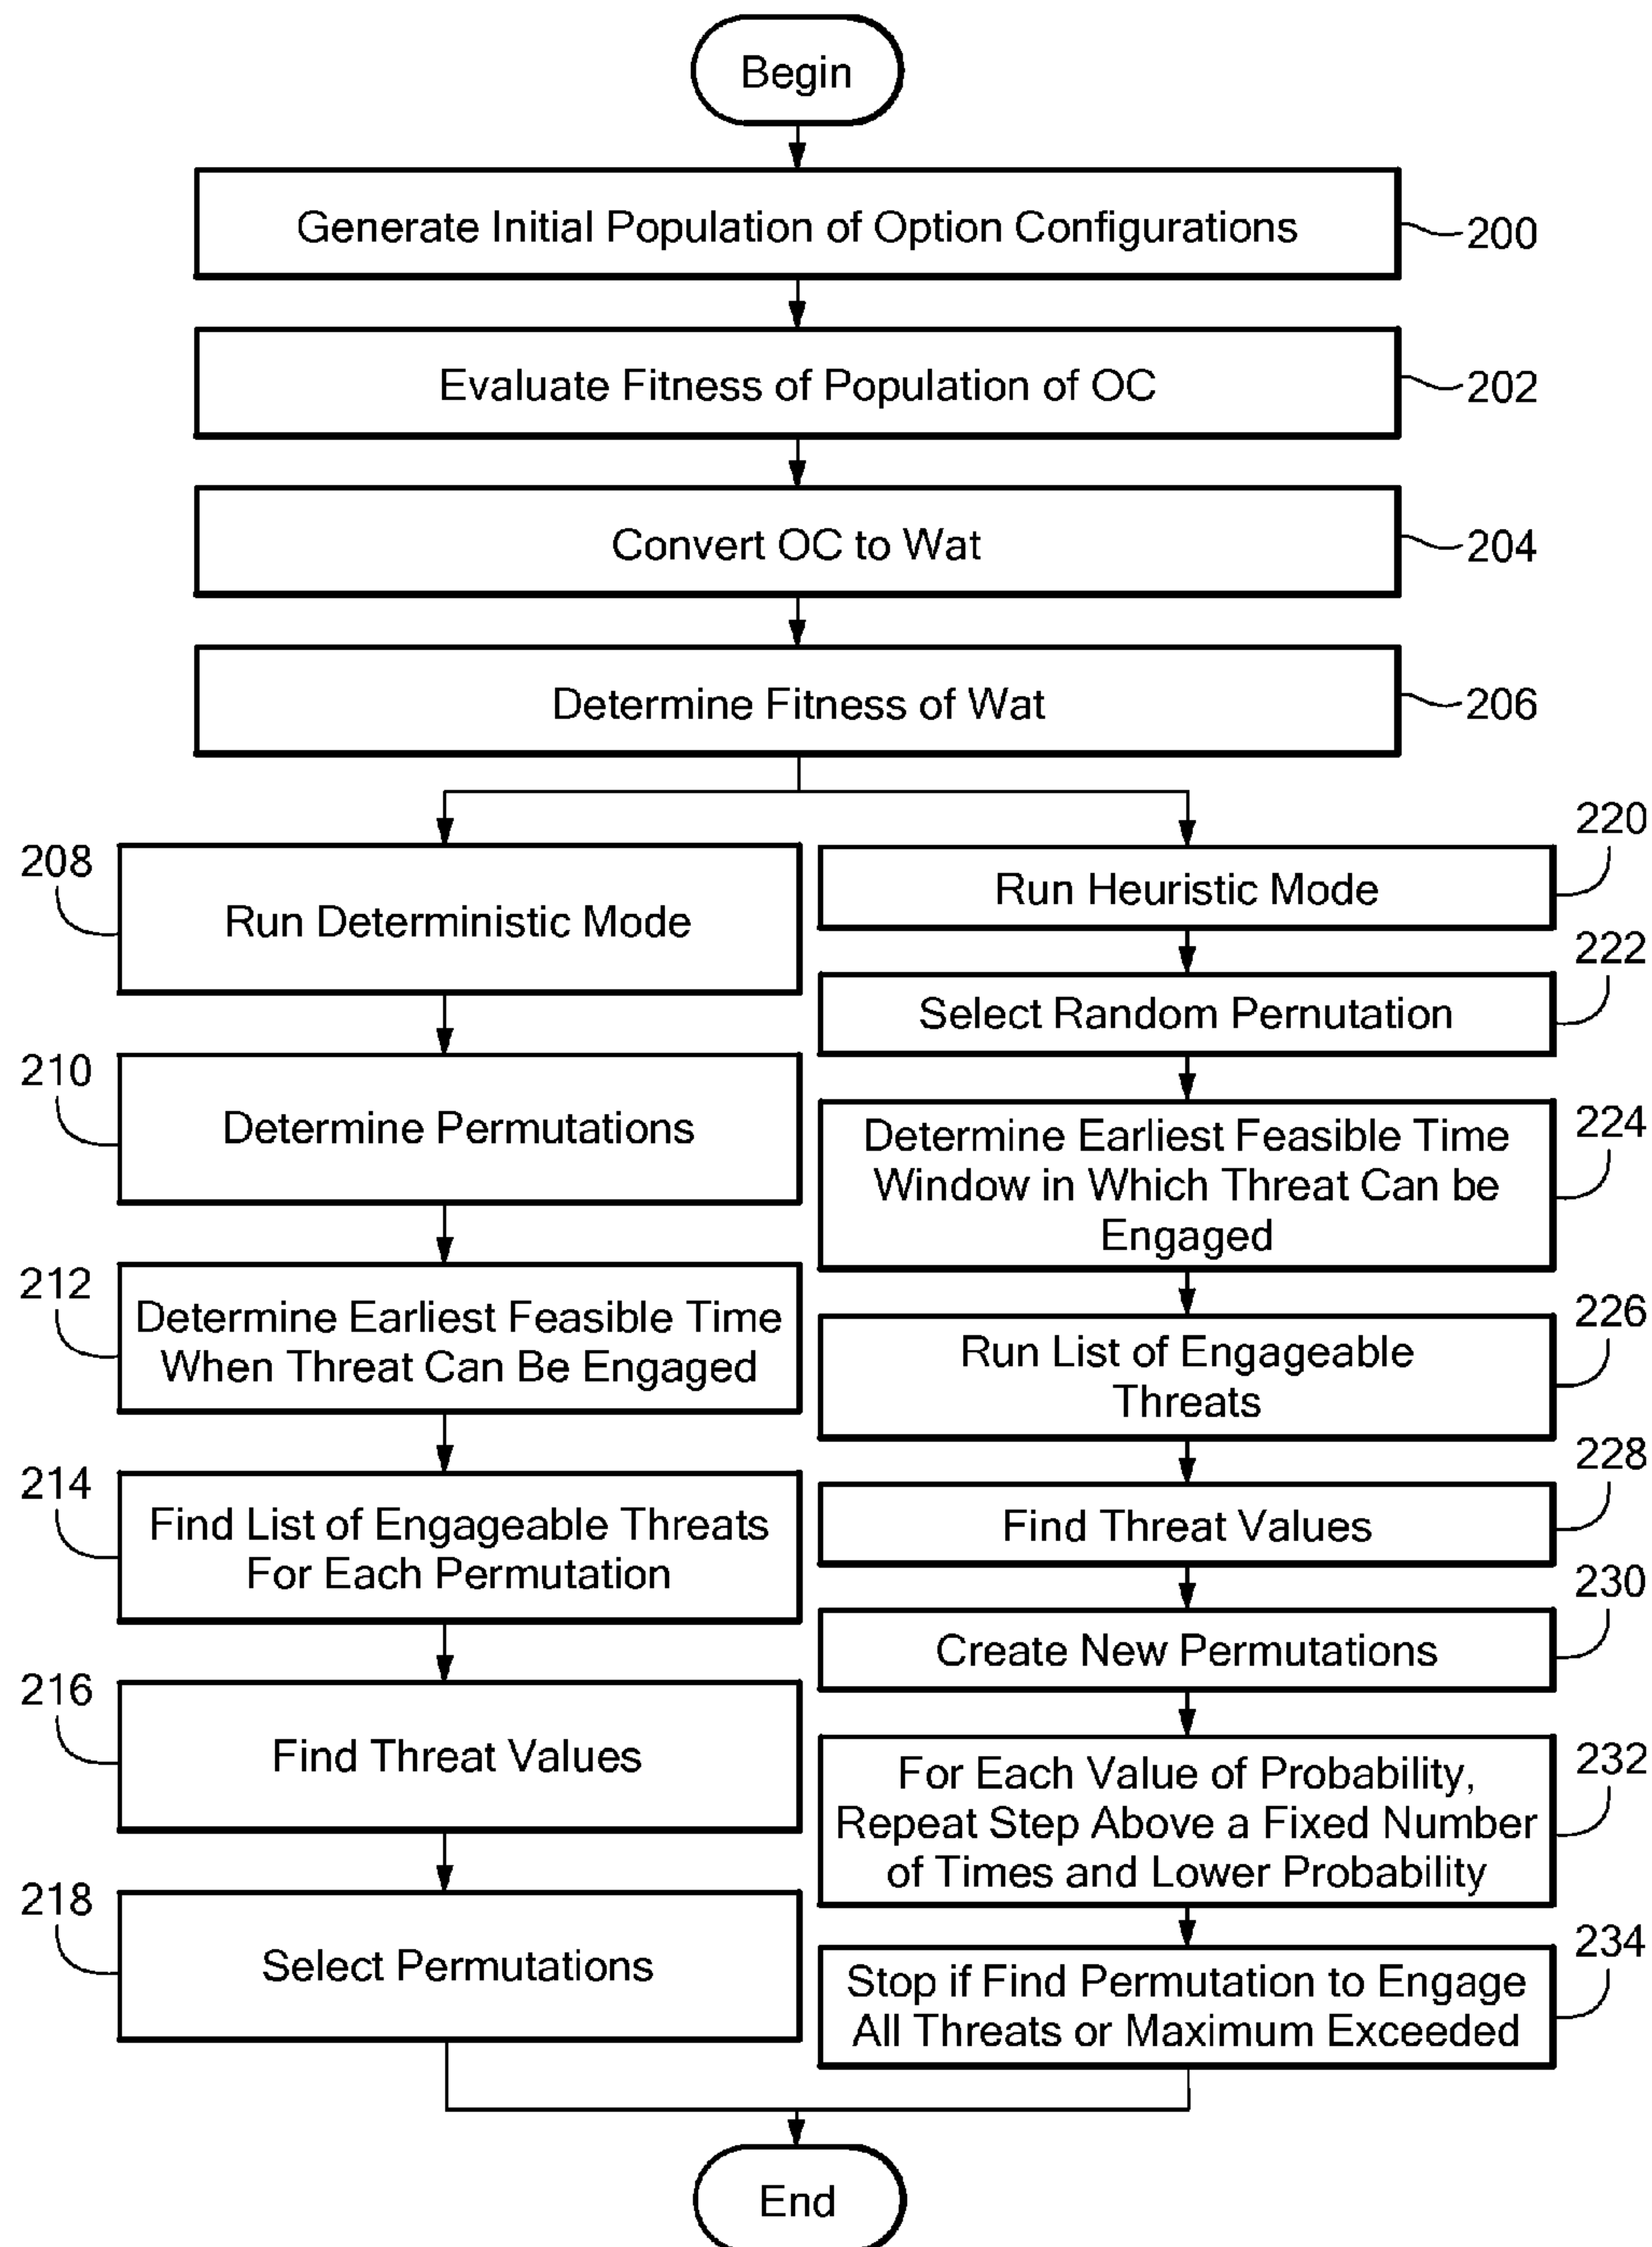 Begin
Generate Initial Population of Option Configurations
200
Evaluate Fitness of Population of OC
202
Convert OC to Wat
204
Determine Fitness of Wat
206
208
Run Deterministic Mode
210
Determine Permutations
212
Determine Earliest Feasible Time
When Threat Can Be Engaged
214
Find List of Engageable Threats
For Each Permutation
216
Find Threat Values
218
Select Permutations
220
Run Heuristic Mode
222
Select Random Pernutation
224
Determine Earliest Feasible Time
Window in Which Threat Can be
Engaged
226
Run List of Engageable
Threats
228
Find Threat Values
230
Create New Permutations
232
For Each Value of Probability,
Repeat Step Above a Fixed Number
of Times and Lower Probability
234
Stop if Find Permutation to Engage
All Threats or Maximum Exceeded
End